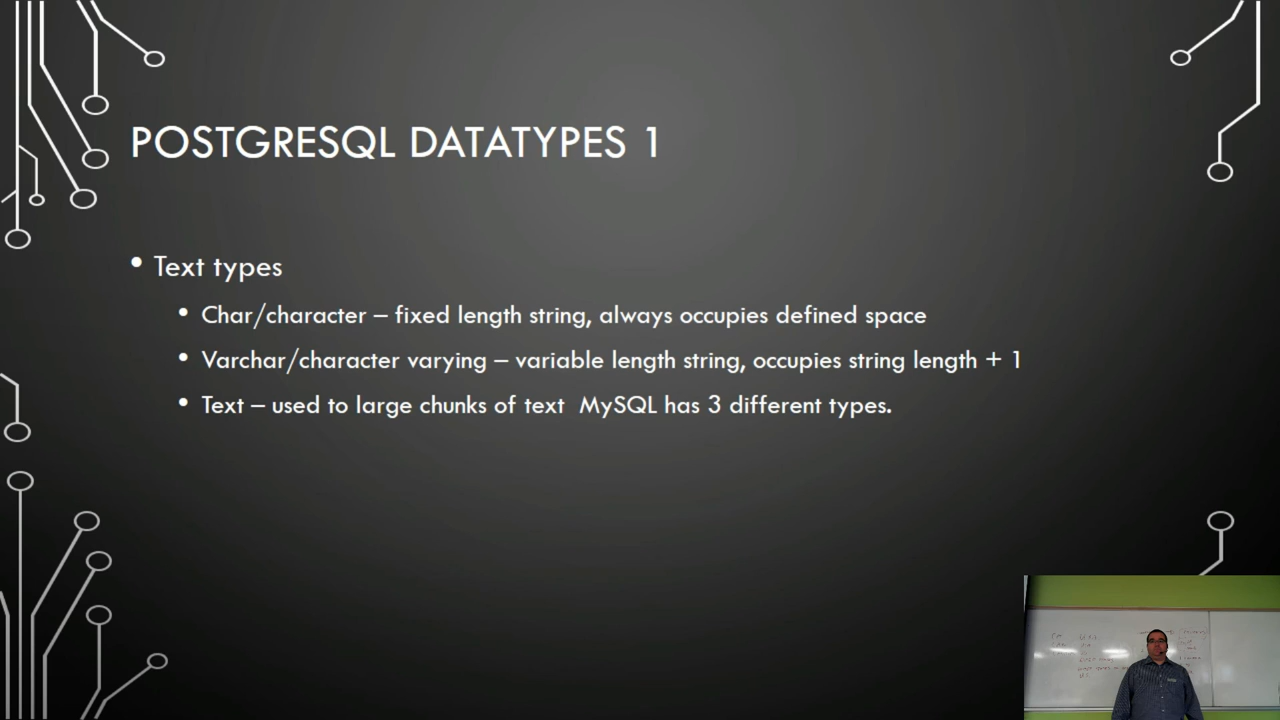 POSTGRESQL DATATYPES 1
• Text types
• Char/character – fixed length string, always occupies defined space
• Varchar/character varying – variable length string, occupies string length + 1
• Text – used to large chunks of text  MySQL has 3 different types.